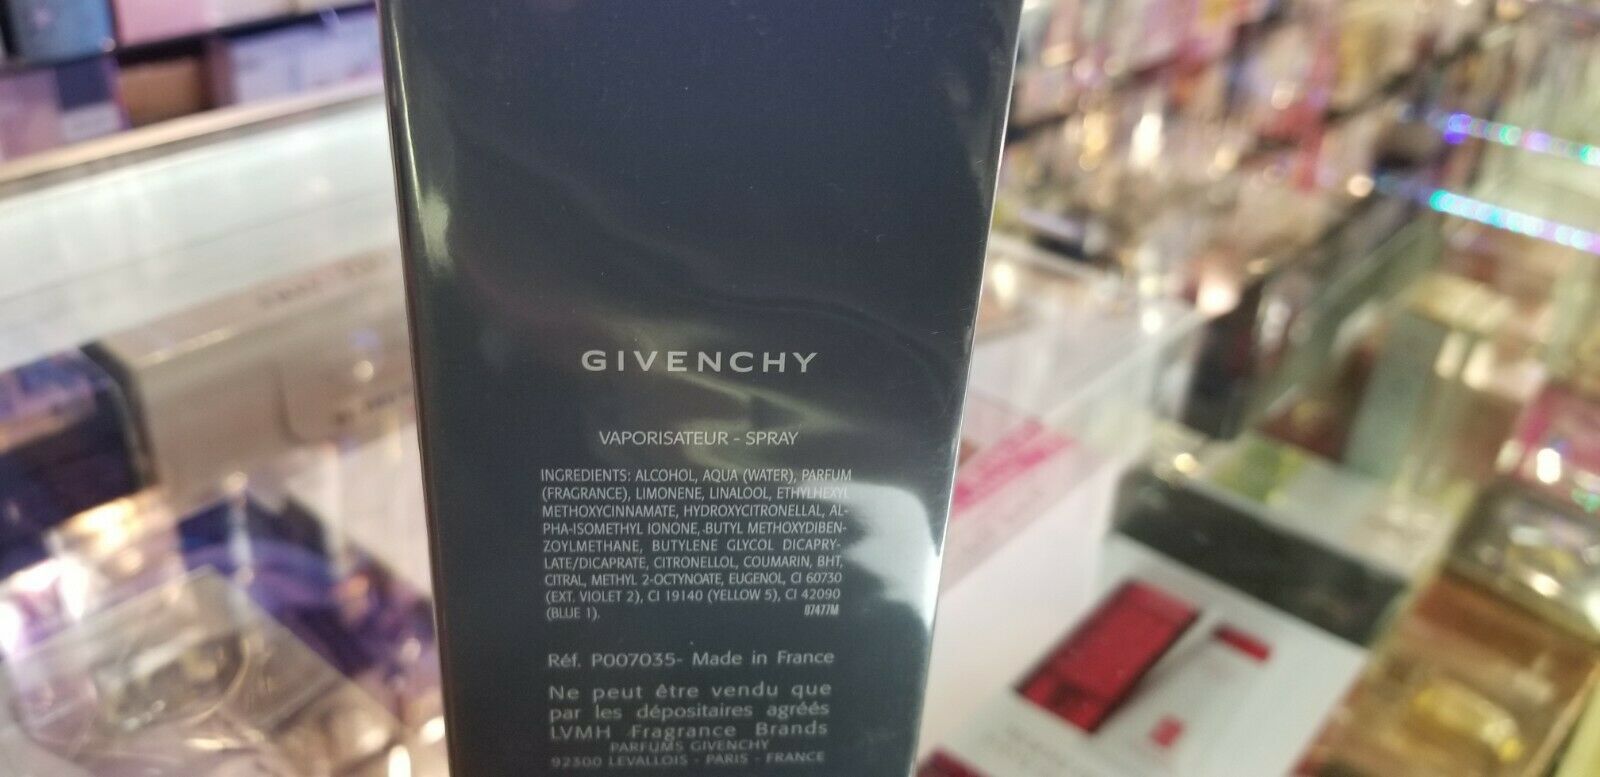 GIVENCHY
VAPORISATEUR - SPRAY
INGREDIENTS: ALCOHOL, AQUA (WATER), PARFUM
(FRAGRANCE), LIMONENE, LINALOOL, ETHYLHEXYL
METHOXYCINNAMATE, HYDROXYCITRONELLAL, AL-
PHA-ISOMETHYL IONONE, BUTYL METHOXYDIBEN-
ZOYLMETHANE, BUTYLENE GLYCOL DICAPRY-
LATE/DICAPRATE, CITRONELLOL, COUMARIN, BHT,
CITRAL, METHYL 2-OCTYNOATE, EUGENOL, CI 60730
(EXT. VIOLET 2), CI 19140 (YELLOW 5), CI 42090
(BLUE 1). 07477M
Réf. P007035- Made in France
Ne peut être vendu que
par les dépositaires agréés
LVMH Fragrance Brands
PARFUMS GIVENCHY
92300 LEVALLOIS - PARIS - FRANCE